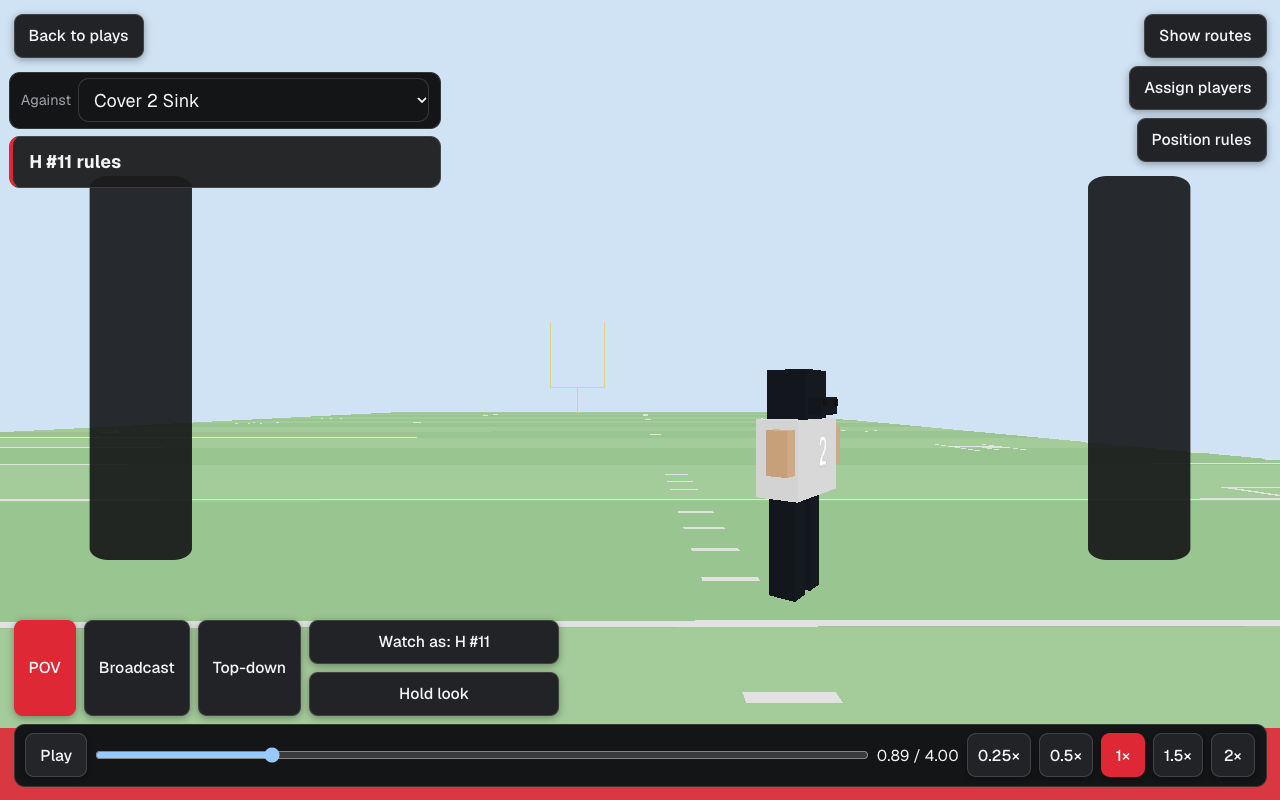 Back to plays
Show routes
Against
Cover 2 Sink
Assign players
H #11 rules
Position rules
2
POV
Broadcast
Top-down
Watch as: H #11
Hold look
Play
0.89 / 4.00
0.25×
0.5×
1×
1.5×
2×